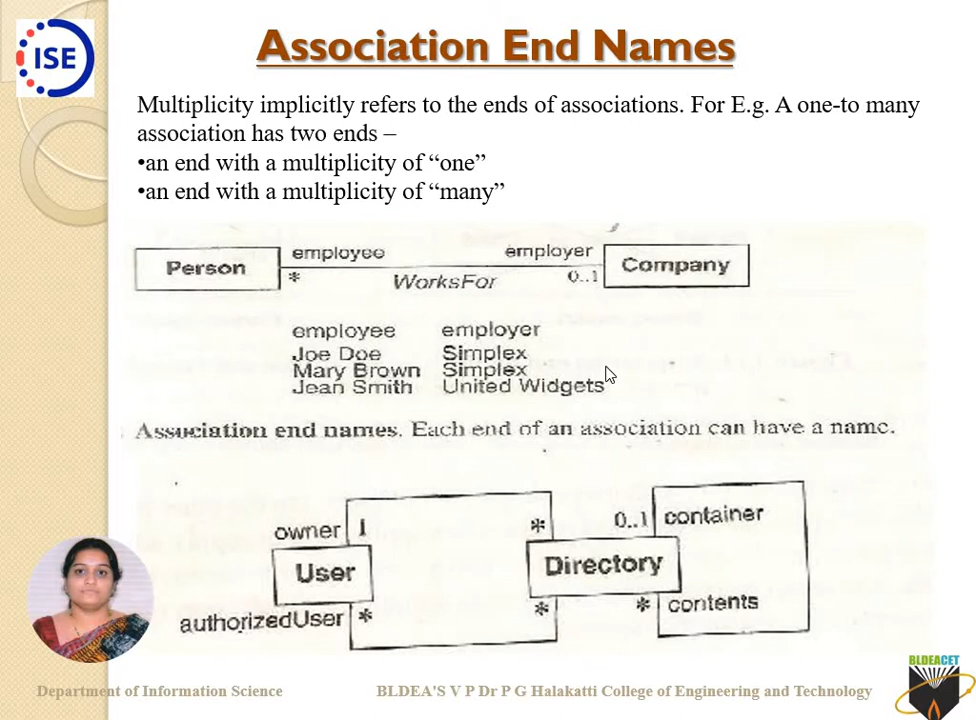 ISE
Association End Names
Multiplicity implicitly refers to the ends of associations. For E.g. A one-to many
association has two ends –
•an end with a multiplicity of “one”
•an end with a multiplicity of “many”
employee employer
Person Company
* WorksFor 0..1
employee employer
Joe Doe Simplex
Mary Brown Simplex
Jean Smith United Widgets
Association end names. Each end of an association can have a name.
owner 1 * 0..1 container
User Directory
authorizedUser * * * contents
BLDEACET
Department of Information Science BLDEA'S V P Dr P G Halakatti College of Engineering and Technology